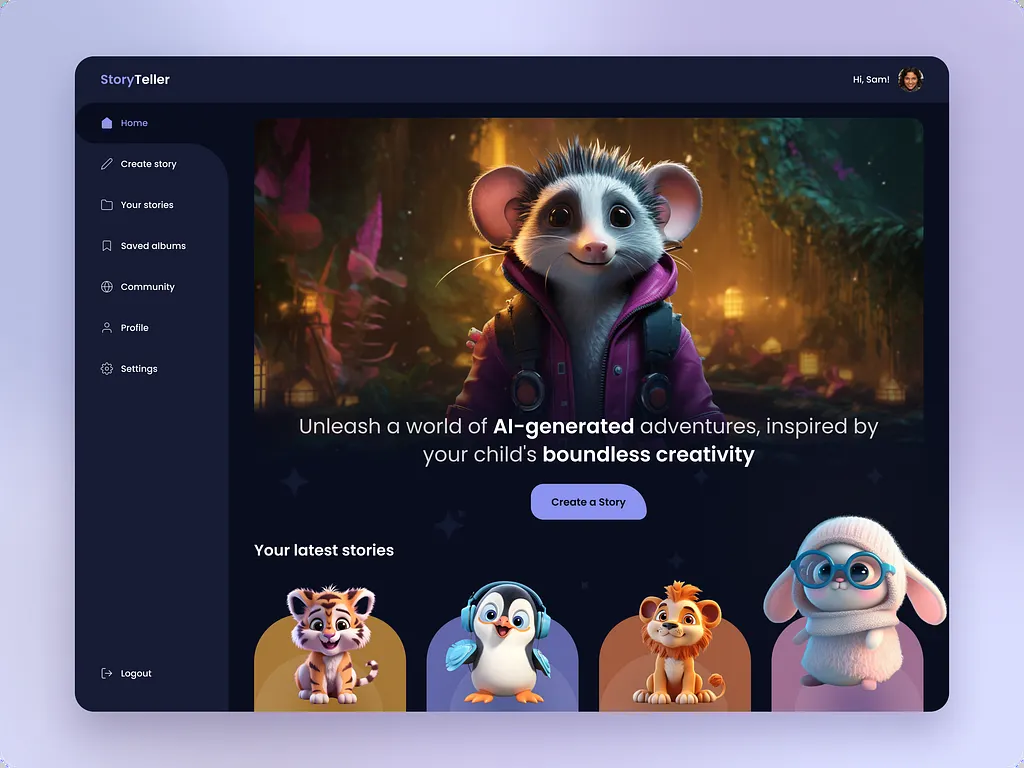 StoryTeller
Hi, Sam!
Home
Create story
Your stories
Saved albums
Community
Profile
Settings
Logout
Unleash a world of AI-generated adventures, inspired by
your child's boundless creativity
Create a Story
Your latest stories